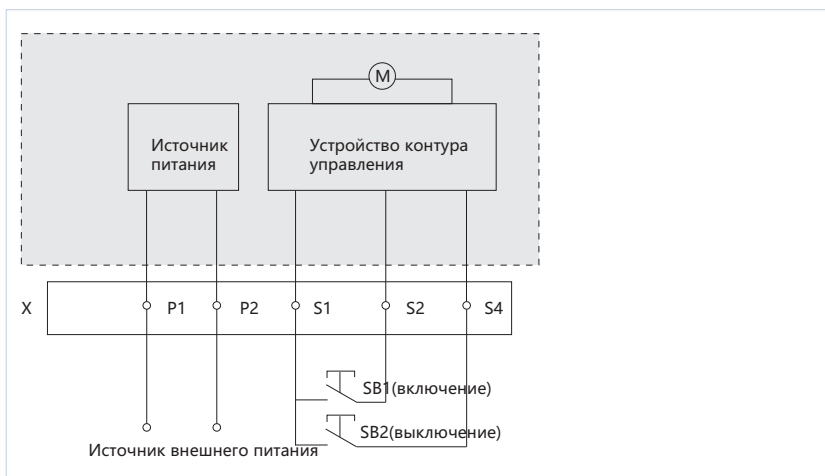 M
Источник
питания
Устройство контура
управления
X
P1
P2
S1
S2
S4
SB1(включение)
SB2(выключение)
Источник внешнего питания